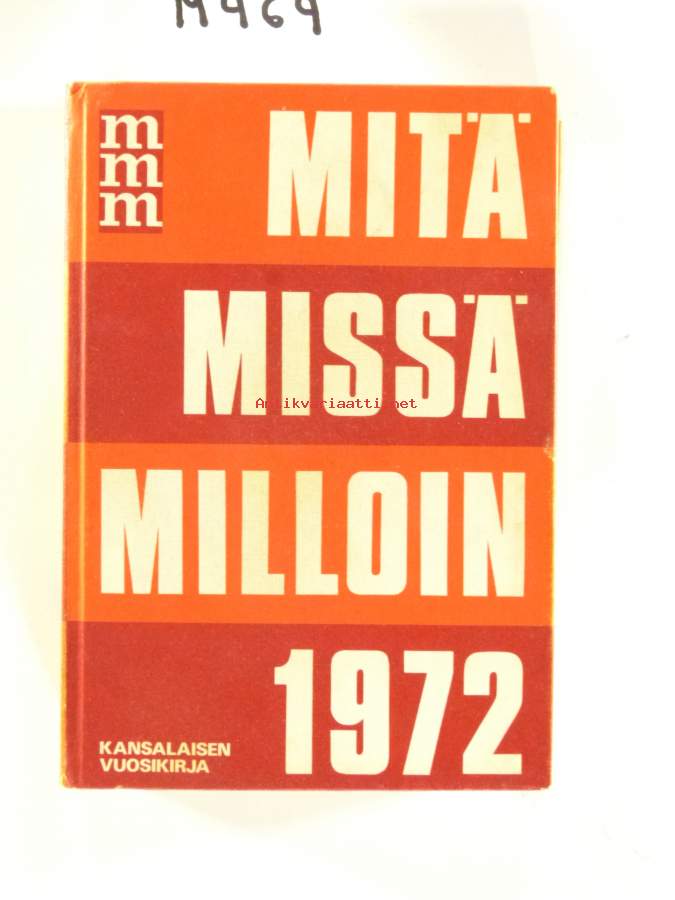 m
m
m
MITÄ
MISSÄ
Antikvariaatti.net
MILLOIN
1972
KANSALAISEN
VUOSIKIRJA